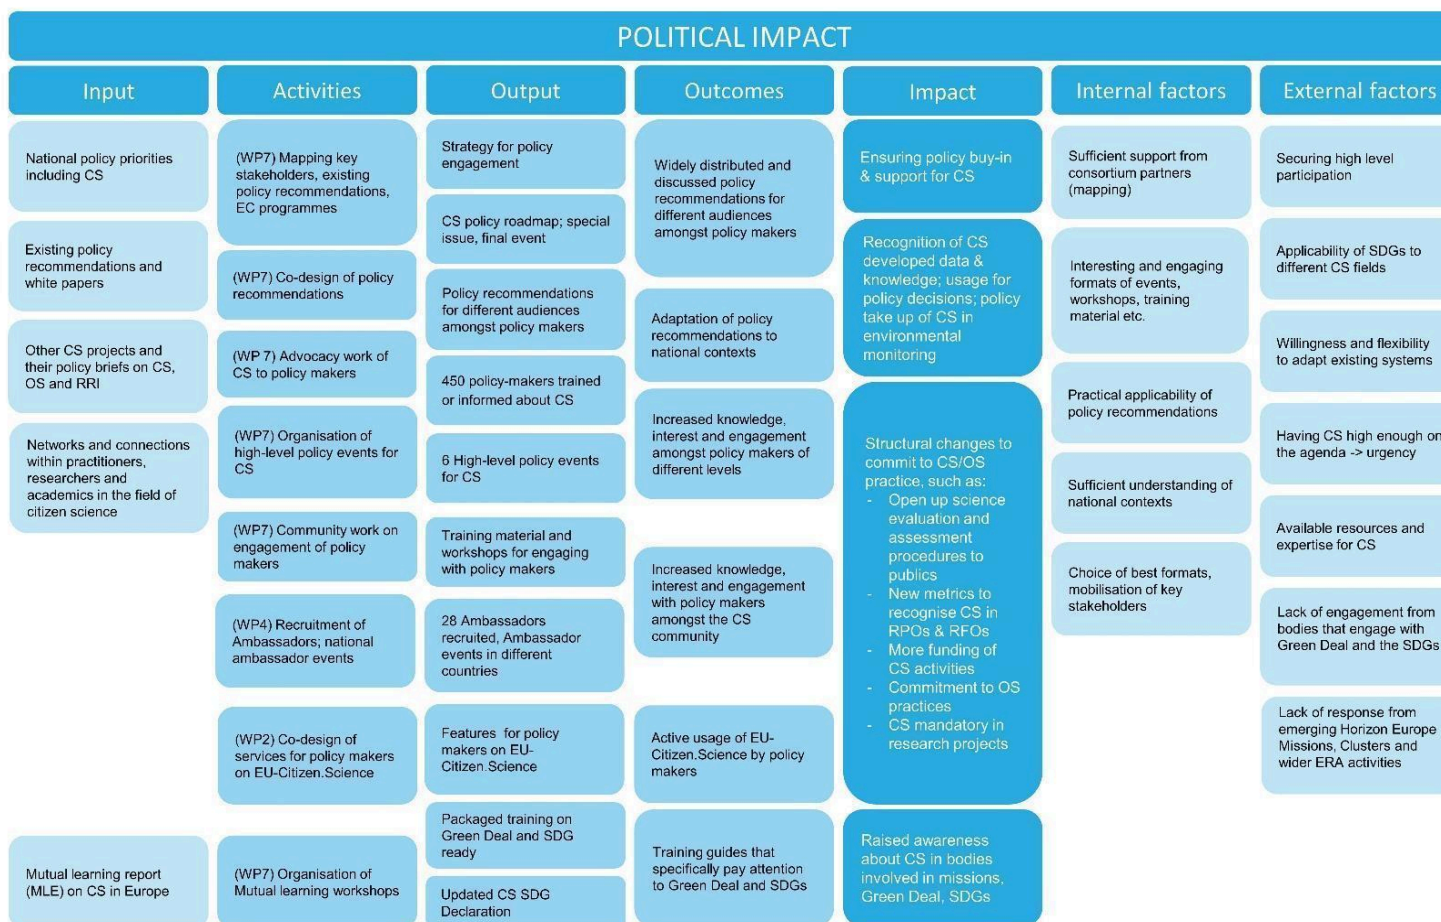 POLITICAL IMPACT
Input
National policy priorities
including CS
Existing policy
recommendations and
white papers
Other CS projects and
their policy briefs on CS,
OS and RRI
Networks and connections
within practitioners,
researchers and
academics in the field of
citizen science
Mutual learning report
(MLE) on CS in Europe
Activities
(WP7) Mapping key
stakeholders, existing
policy recommendations,
EC programmes
(WP7) Co-design of policy
recommendations
(WP 7) Advocacy work of
CS to policy makers
(WP7) Organisation of
high-level policy events for
CS
(WP7) Community work on
engagement of policy
makers
(WP4) Recruitment of
Ambassadors; national
ambassador events
(WP2) Co-design of
services for policy makers
on EU-Citizen.Science
(WP7) Organisation of
Mutual learning workshops
Output
Strategy for policy
engagement
CS policy roadmap; special
issue, final event
Policy recommendations
for different audiences
amongst policy makers
450 policy-makers trained
or informed about CS
6 High-level policy events
for CS
Training material and
workshops for engaging
with policy makers
28 Ambassadors
recruited, Ambassador
events in different
countries
Features for policy
makers on EU-
Citizen.Science
Packaged training on
Green Deal and SDG
ready
Updated CS SDG
Declaration
Outcomes
Widely distributed and
discussed policy
recommendations for
different audiences
amongst policy makers
Adaptation of policy
recommendations to
national contexts
Increased knowledge,
interest and engagement
amongst policy makers of
different levels
Increased knowledge,
interest and engagement
with policy makers
amongst the CS
community
Active usage of EU-
Citizen.Science by policy
makers
Training guides that
specifically pay attention
to Green Deal and SDGs
Impact
Ensuring policy buy-in
& support for CS
Recognition of CS
developed data &
knowledge; usage for
policy decisions; policy
take up of CS in
environmental
monitoring
Structural changes to
commit to CS/OS
practice, such as:
- Open up science
evaluation and
assessment
procedures to
publics
- New metrics to
recognise CS in
RPOs & RFOs
- More funding of
CS activities
- Commitment to OS
practices
- CS mandatory in
research projects
Raised awareness
about CS in bodies
involved in missions,
Green Deal, SDGs
Internal factors
Sufficient support from
consortium partners
(mapping)
Interesting and engaging
formats of events,
workshops, training
material etc.
Practical applicability of
policy recommendations
Sufficient understanding of
national contexts
Choice of best formats,
mobilisation of key
stakeholders
External factors
Securing high level
participation
Applicability of SDGs to
different CS fields
Willingness and flexibility
to adapt existing systems
Having CS high enough on
the agenda -> urgency
Available resources and
expertise for CS
Lack of engagement from
bodies that engage with
Green Deal and the SDGs
Lack of response from
emerging Horizon Europe
Missions, Clusters and
wider ERA activities